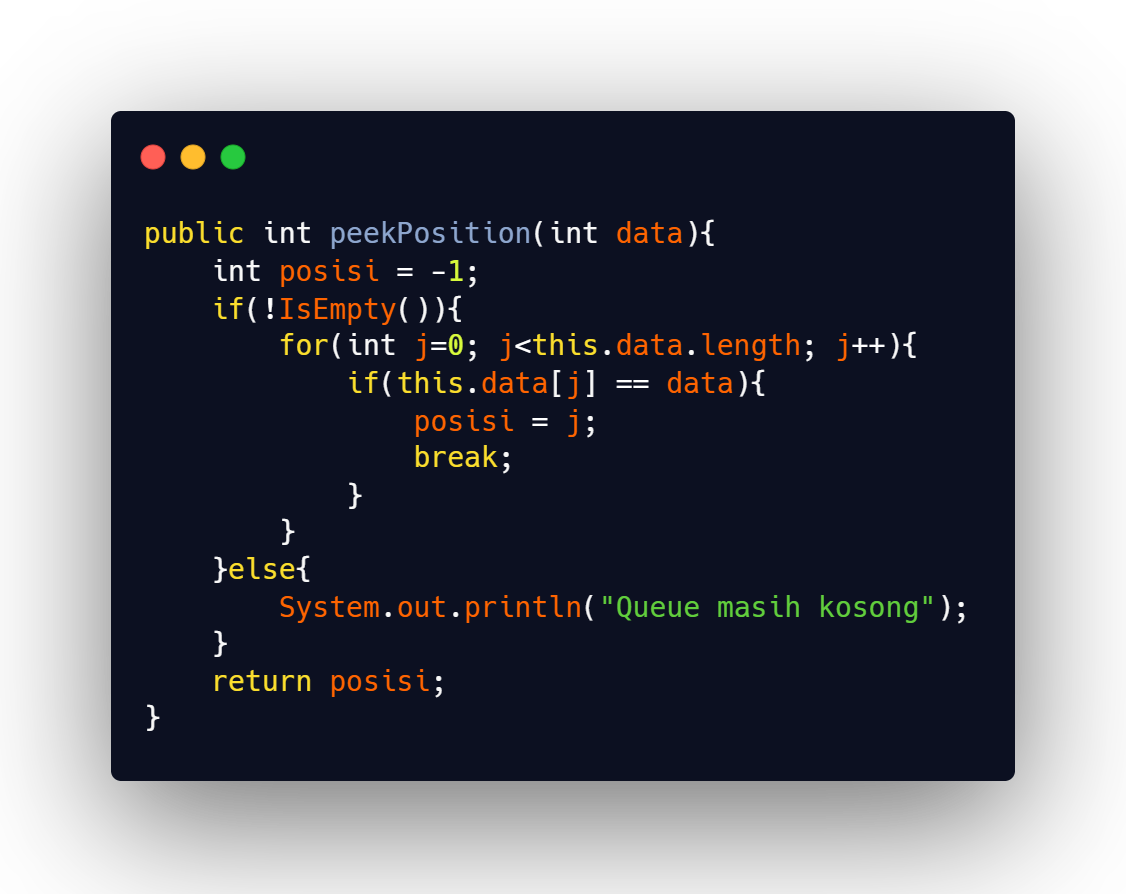 public int peekPosition(int data){
    int posisi = -1;
    if(!IsEmpty()){
        for(int j=0; j<this.data.length; j++){
            if(this.data[j] == data){
                posisi = j;
                break;
            }
        }
    }else{
        System.out.println("Queue masih kosong");
    }
    return posisi;
}